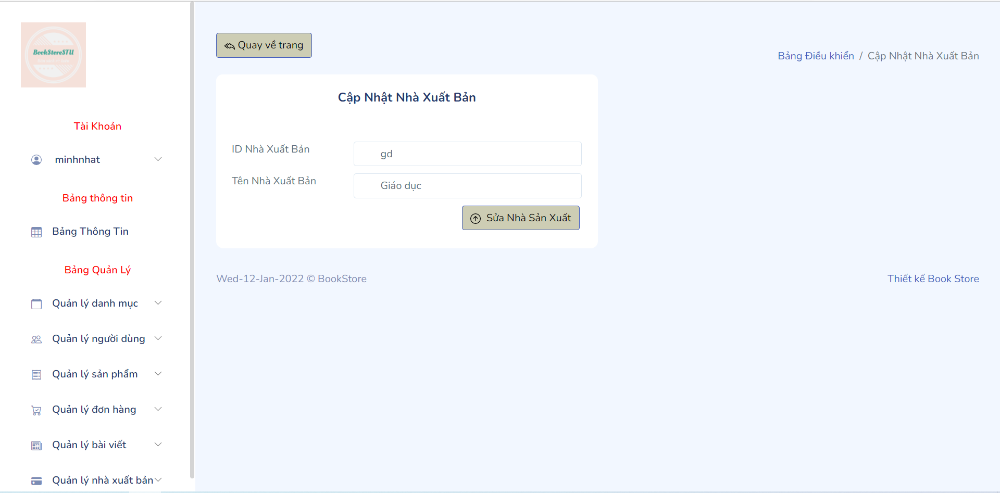 BookStoreSTU
Tài Khoản
minhnhat
Bảng thông tin
Bảng Thông Tin
Bảng Quản Lý
Quản lý danh mục
Quản lý người dùng
Quản lý sản phẩm
Quản lý đơn hàng
Quản lý bài viết
Quản lý nhà xuất bản
Quay về trang
Bảng Điều khiển / Cập Nhật Nhà Xuất Bản
Cập Nhật Nhà Xuất Bản
ID Nhà Xuất Bản
gd
Tên Nhà Xuất Bản
Giáo dục
Sửa Nhà Sản Xuất
Wed-12-Jan-2022 © BookStore
Thiết kế Book Store